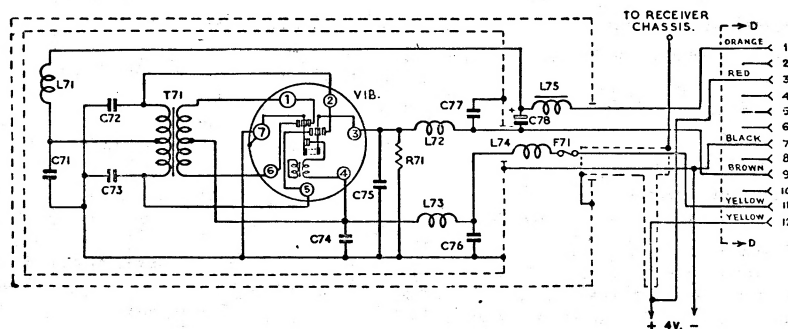 TO RECEIVER
CHASSIS.
D
ORANGE 1
2
RED 3
4
5
6
BLACK 7
8
BROWN 9
10
YELLOW 11
YELLOW 12
D
L71
C72
T71
C71
C73
VIB.
1
2
3
4
5
6
7
C75
R71
C74
L72
L73
C77
C76
+
C78
L75
L74
F71
+ 4V. -